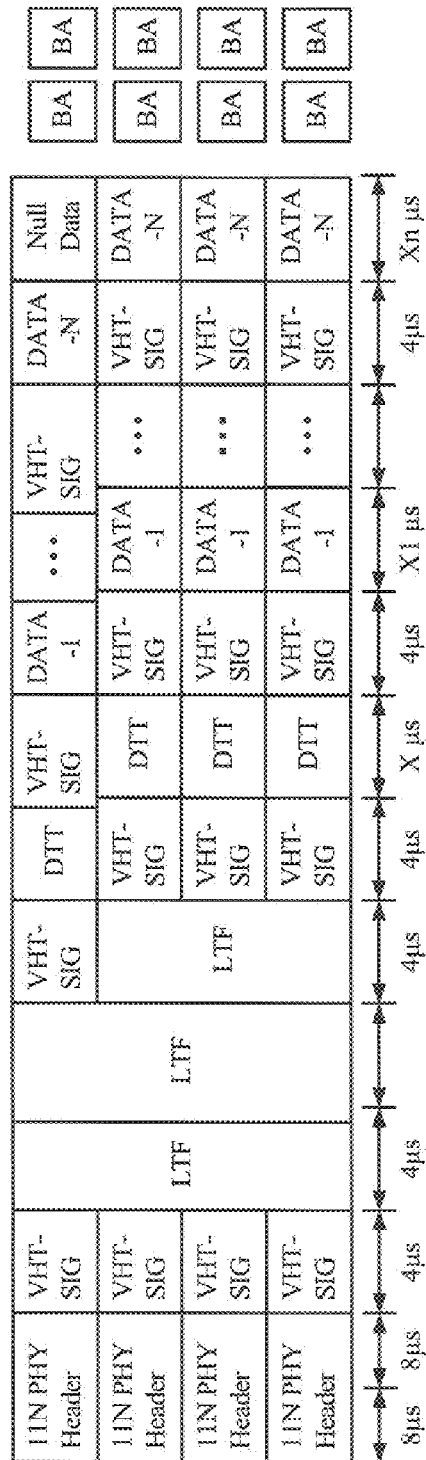 11N PHY
Header
VHT-
SIG
VHT-
SIG
DTT
VHT-
SIG
DATA
-1
...
VHT-
SIG
DATA
-N
Null
Data
BA
BA
11N PHY
Header
VHT-
SIG
VHT-
SIG
DTT
VHT-
SIG
DATA
-1
...
VHT-
SIG
DATA
-N
BA
BA
11N PHY
Header
VHT-
SIG
LTF
LTF
LTF
VHT-
SIG
DTT
VHT-
SIG
DATA
-1
...
VHT-
SIG
DATA
-N
BA
BA
11N PHY
Header
VHT-
SIG
VHT-
SIG
DTT
VHT-
SIG
DATA
-1
...
VHT-
SIG
DATA
-N
BA
BA
8µs
8µs
4µs
4µs
4µs
4µs
X µs
4µs
X1 µs
4µs
Xn µs